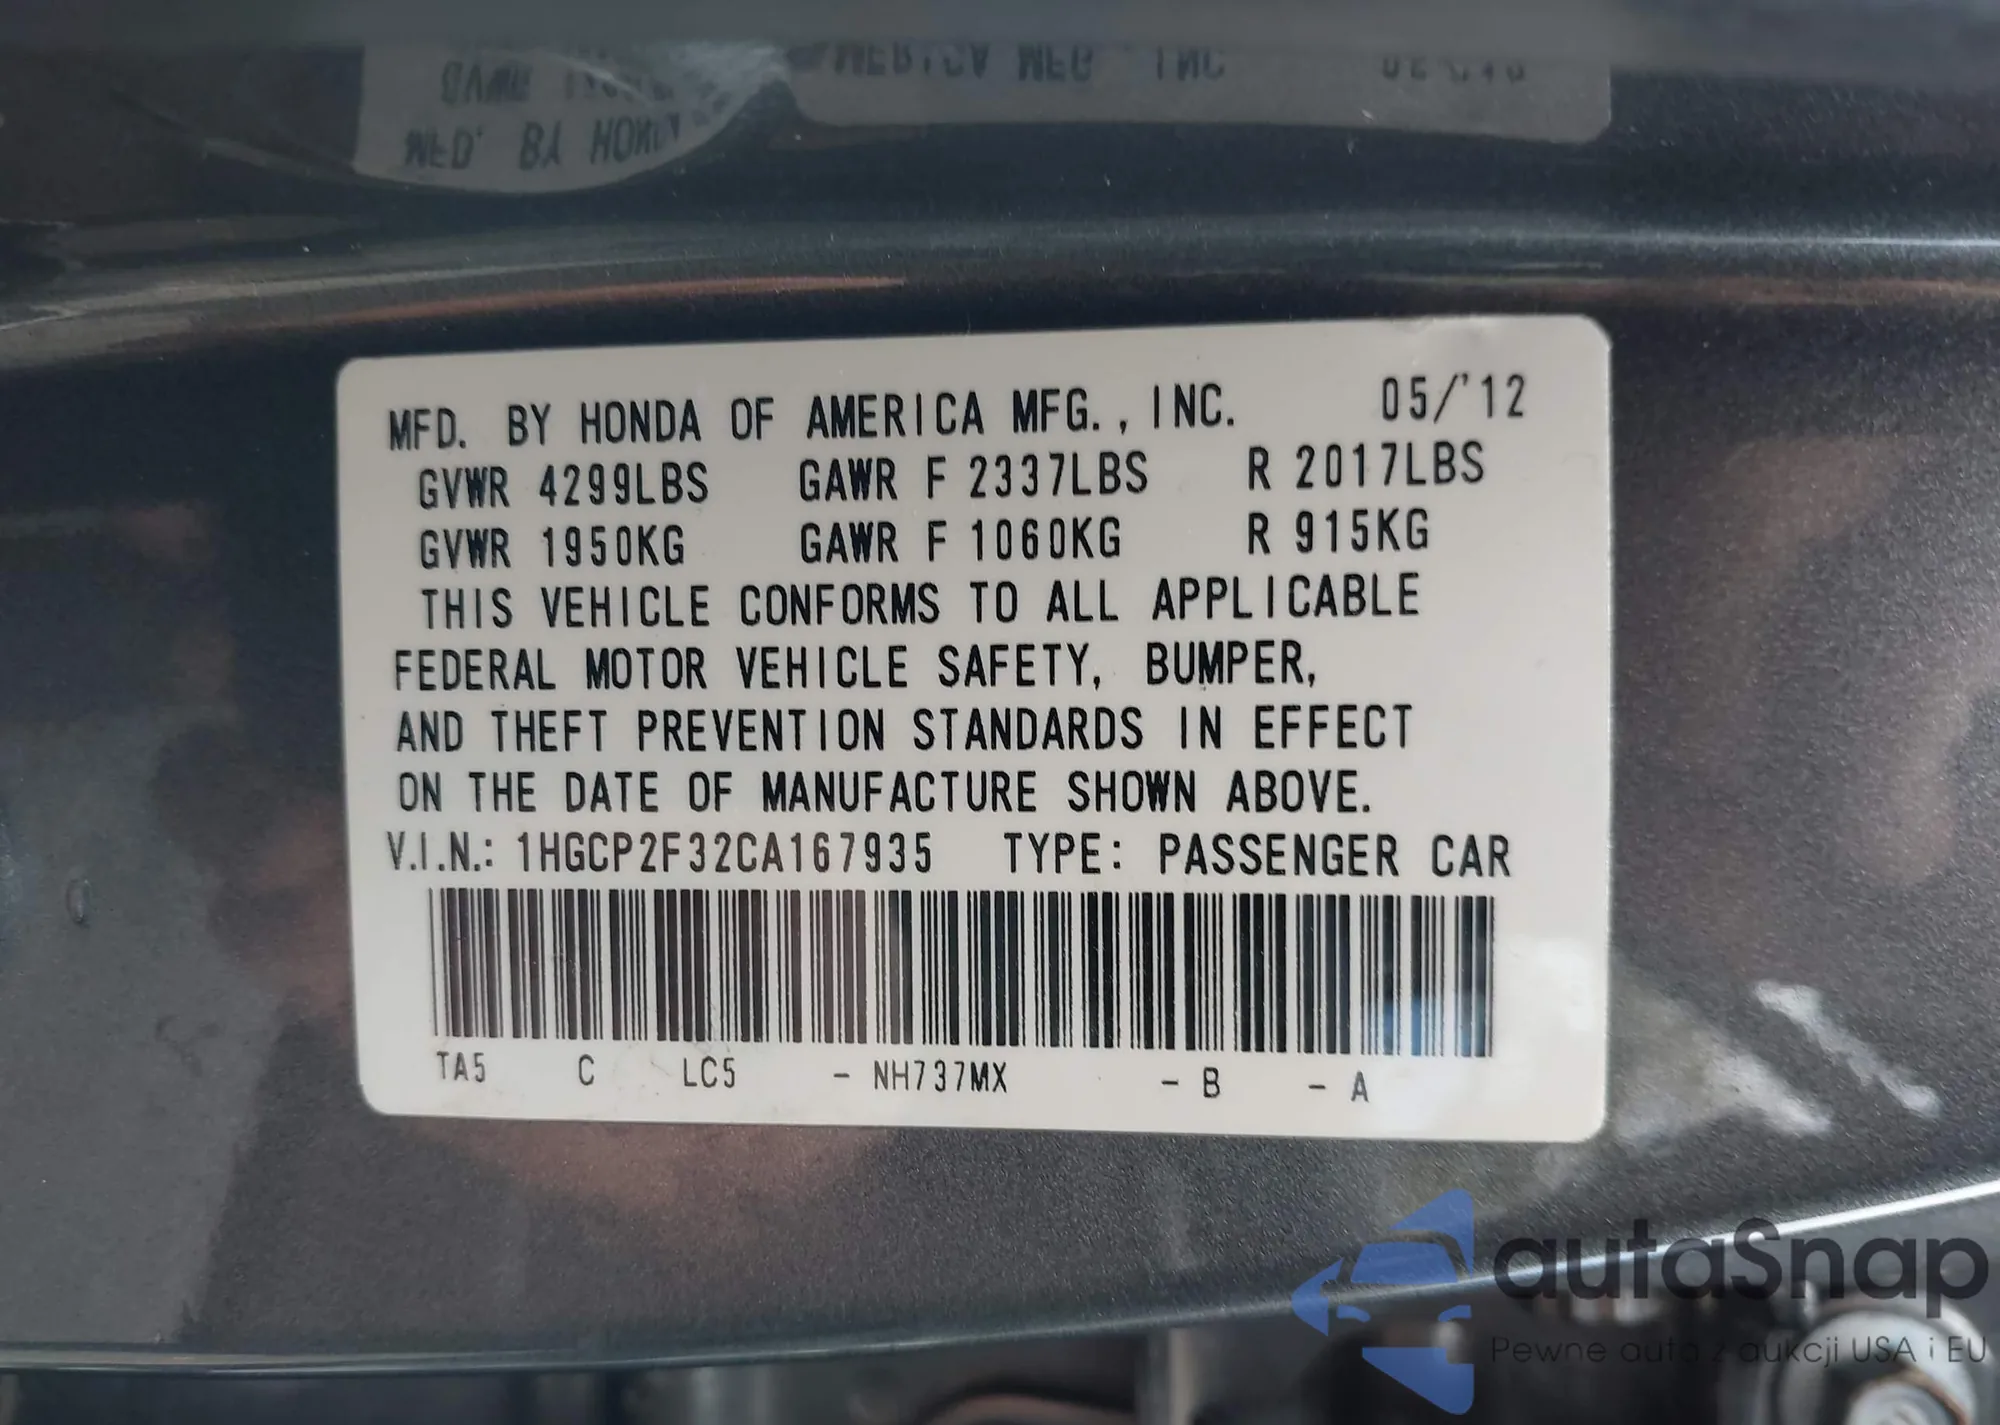 MFD. BY HONDA OF AMERICA MFG., INC. 05/'12
GVWR 4299LBS GAWR F 2337LBS R 2017LBS
GVWR 1950KG GAWR F 1060KG R 915KG
THIS VEHICLE CONFORMS TO ALL APPLICABLE
FEDERAL MOTOR VEHICLE SAFETY, BUMPER,
AND THEFT PREVENTION STANDARDS IN EFFECT
ON THE DATE OF MANUFACTURE SHOWN ABOVE.
V.I.N.: 1HGCP2F32CA167935 TYPE: PASSENGER CAR
TA5 C LC5 - NH737MX - B - A
autaSnap
Pewne auta z aukcji USA i EU